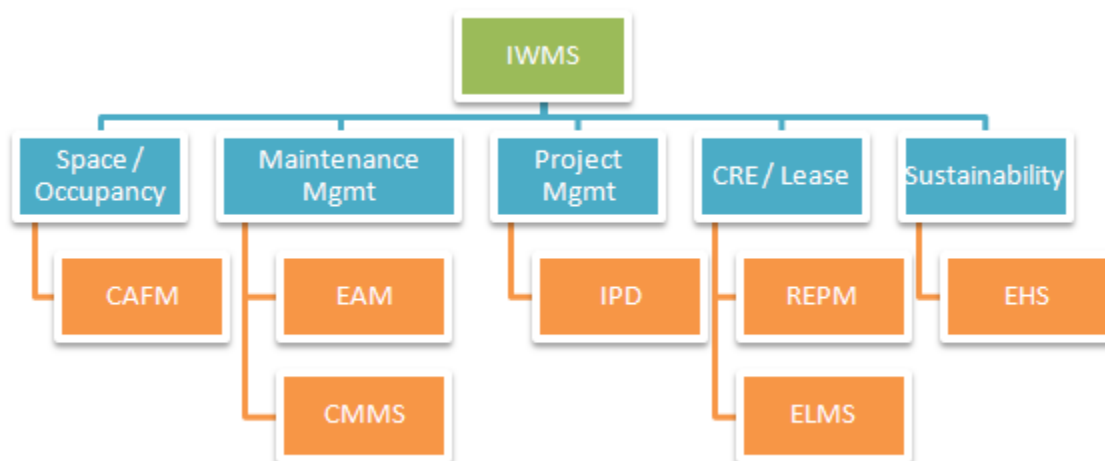 IWMS
Space /
Occupancy
Maintenance
Mgmt
Project
Mgmt
CRE / Lease
Sustainability
CAFM
EAM
IPD
REPM
EHS
CMMS
ELMS